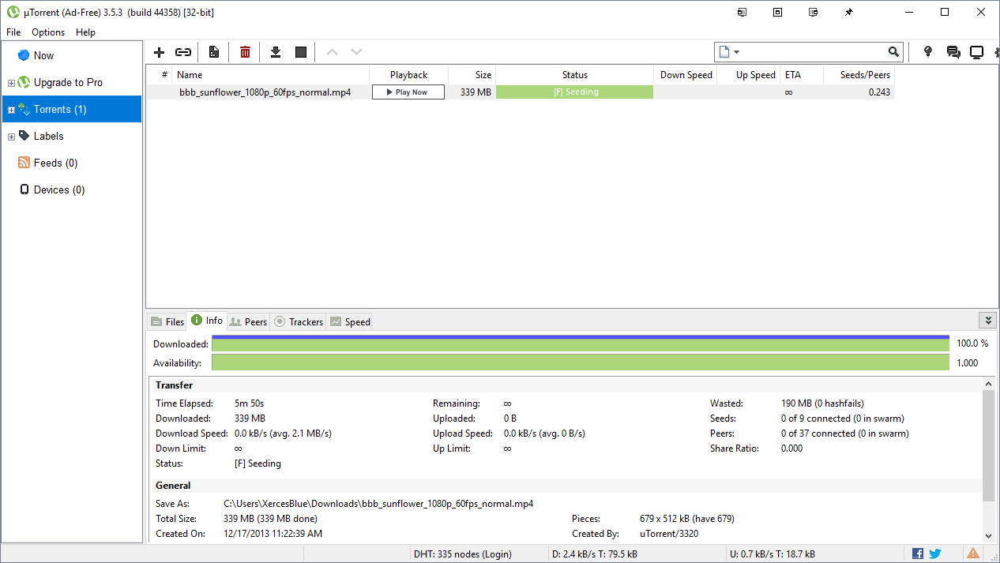 µTorrent (Ad-Free) 3.5.3 (build 44358) [32-bit]
File Options Help
Now
Upgrade to Pro
Torrents (1)
Labels
Feeds (0)
Devices (0)
# Name Playback Size Status Down Speed Up Speed ETA Seeds/Peers
bbb_sunflower_1080p_60fps_normal.mp4 Play Now 339 MB [F] Seeding ∞ 0.243
Files Info Peers Trackers Speed
Downloaded: 100.0 %
Availability: 1.000
Transfer
Time Elapsed: 5m 50s Remaining: ∞ Wasted: 190 MB (0 hashfails)
Downloaded: 339 MB Uploaded: 0 B Seeds: 0 of 9 connected (0 in swarm)
Download Speed: 0.0 kB/s (avg. 2.1 MB/s) Upload Speed: 0.0 kB/s (avg. 0 B/s) Peers: 0 of 37 connected (0 in swarm)
Down Limit: ∞ Up Limit: ∞ Share Ratio: 0.000
Status: [F] Seeding
General
Save As: C:\Users\XercesBlue\Downloads\bbb_sunflower_1080p_60fps_normal.mp4
Total Size: 339 MB (339 MB done) Pieces: 679 x 512 kB (have 679)
Created On: 12/17/2013 11:22:39 AM Created By: uTorrent/3320
DHT: 335 nodes (Login) D: 2.4 kB/s T: 79.5 kB U: 0.7 kB/s T: 18.7 kB